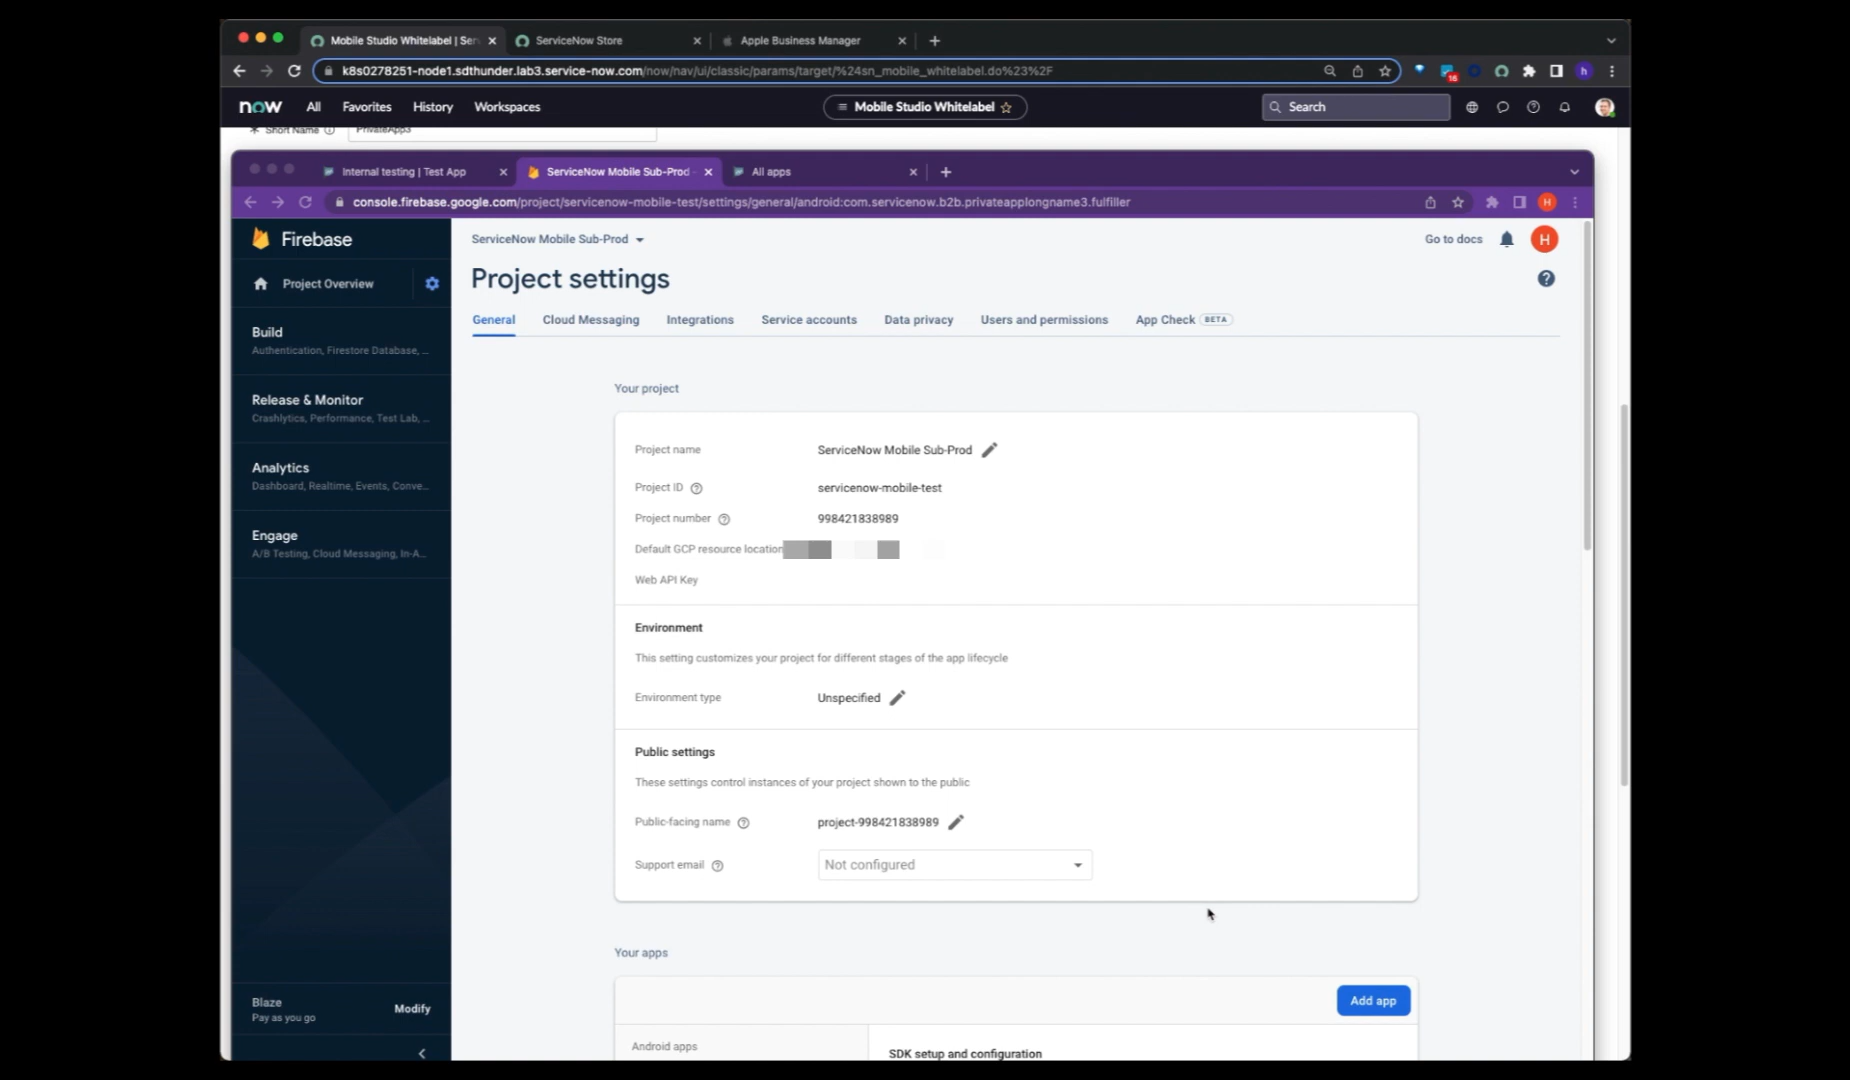 Mobile Studio Whitelabel | Ser
ServiceNow Store
Apple Business Manager
k8s0278251-node1.sdthunder.lab3.service-now.com/now/nav/ui/classic/params/target/%24sn_mobile_whitelabel.do%23%2F
16
h
now
All
Favorites
History
Workspaces
Mobile Studio Whitelabel
Search
* Short Name
PrivateApp3
Internal testing | Test App
ServiceNow Mobile Sub-Prod -
All apps
console.firebase.google.com/project/servicenow-mobile-test/settings/general/android:com.servicenow.b2b.privateapplongname3.fulfiller
H
Firebase
ServiceNow Mobile Sub-Prod
Go to docs
H
Project Overview
Project settings
General
Cloud Messaging
Integrations
Service accounts
Data privacy
Users and permissions
App Check BETA
Build
Authentication, Firestore Database, ...
Release & Monitor
Crashlytics, Performance, Test Lab, ...
Analytics
Dashboard, Realtime, Events, Conve...
Engage
A/B Testing, Cloud Messaging, In-A...
Your project
Project name
ServiceNow Mobile Sub-Prod
Project ID
servicenow-mobile-test
Project number
998421838989
Default GCP resource location
Web API Key
Environment
This setting customizes your project for different stages of the app lifecycle
Environment type
Unspecified
Public settings
These settings control instances of your project shown to the public
Public-facing name
project-998421838989
Support email
Not configured
Your apps
Add app
Android apps
SDK setup and configuration
Blaze
Pay as you go
Modify